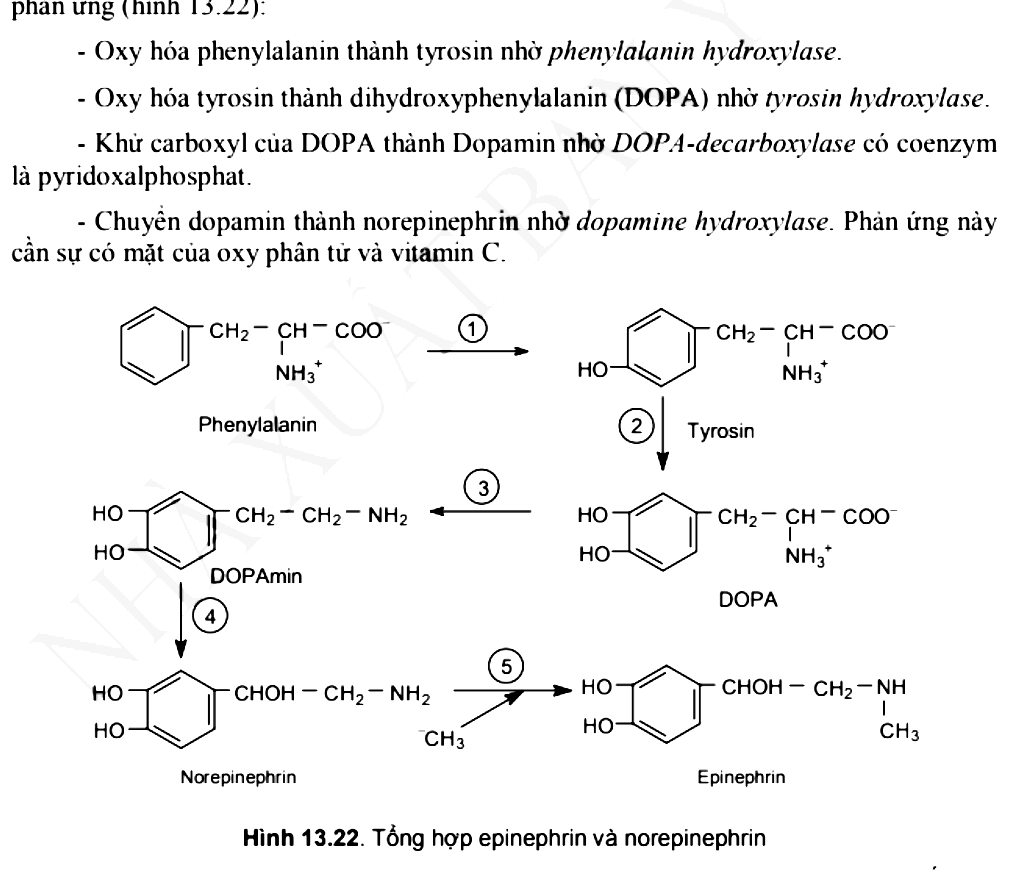 phản ứng (hình 13.22):
- Oxy hóa phenylalanin thành tyrosin nhờ phenylalanin hydroxylase.
- Oxy hóa tyrosin thành dihydroxyphenylalanin (DOPA) nhờ tyrosin hydroxylase.
- Khử carboxyl của DOPA thành Dopamin nhờ DOPA-decarboxylase có coenzym
là pyridoxalphosphat.
- Chuyển dopamin thành norepinephrin nhờ dopamine hydroxylase. Phản ứng này
cần sự có mặt của oxy phân tử và vitamin C.
CH₂ – CH – COO⁻
NH₃⁺
Phenylalanin
1
HO
CH₂ – CH – COO⁻
NH₃⁺
Tyrosin
2
HO
HO
CH₂ – CH₂ – NH₂
DOPAmin
3
HO
HO
CH₂ – CH – COO⁻
NH₃⁺
DOPA
4
HO
HO
CHOH – CH₂ – NH₂
Norepinephrin
5
⁻CH₃
HO
HO
CHOH – CH₂ – NH
CH₃
Epinephrin
Hình 13.22. Tổng hợp epinephrin và norepinephrin